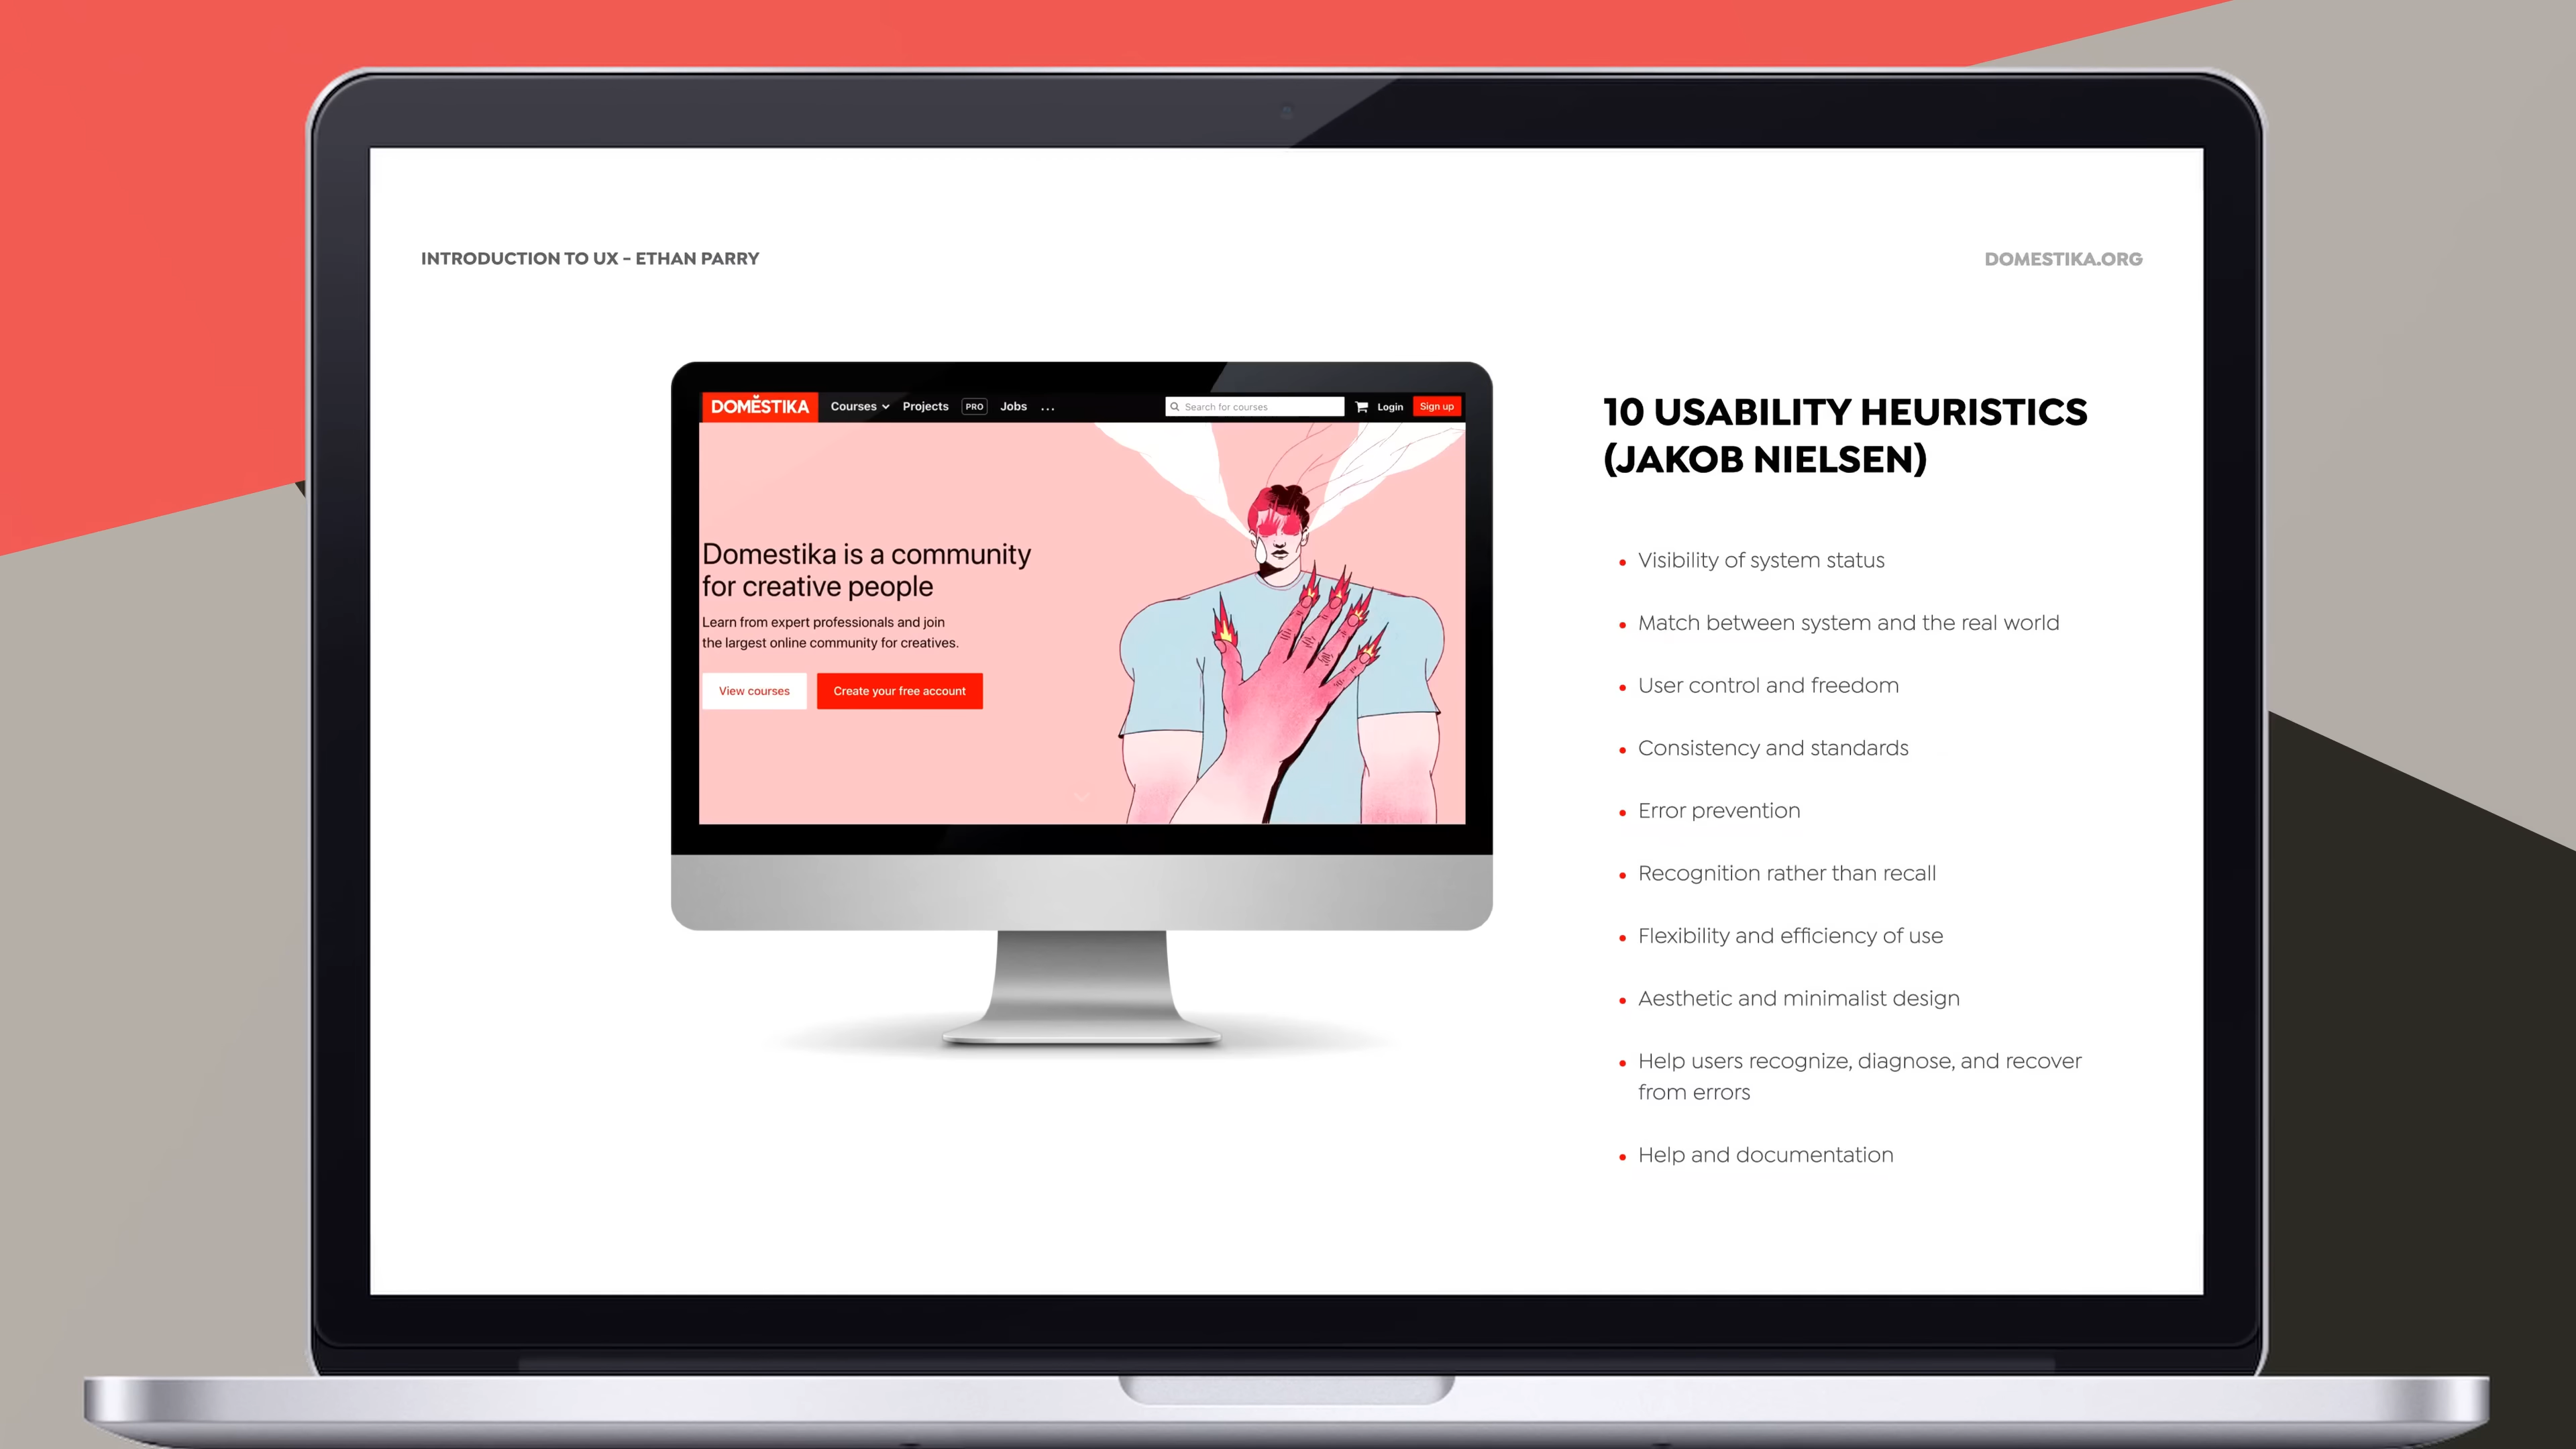 INTRODUCTION TO UX - ETHAN PARRY
DOMESTIKA.ORG
DOMESTIKA Courses Projects PRO Jobs ... Search for courses Login Sign up
Domestika is a community
for creative people
Learn from expert professionals and join
the largest online community for creatives.
View courses Create your free account
10 USABILITY HEURISTICS
(JAKOB NIELSEN)
• Visibility of system status
• Match between system and the real world
• User control and freedom
• Consistency and standards
• Error prevention
• Recognition rather than recall
• Flexibility and efficiency of use
• Aesthetic and minimalist design
• Help users recognize, diagnose, and recover
from errors
• Help and documentation